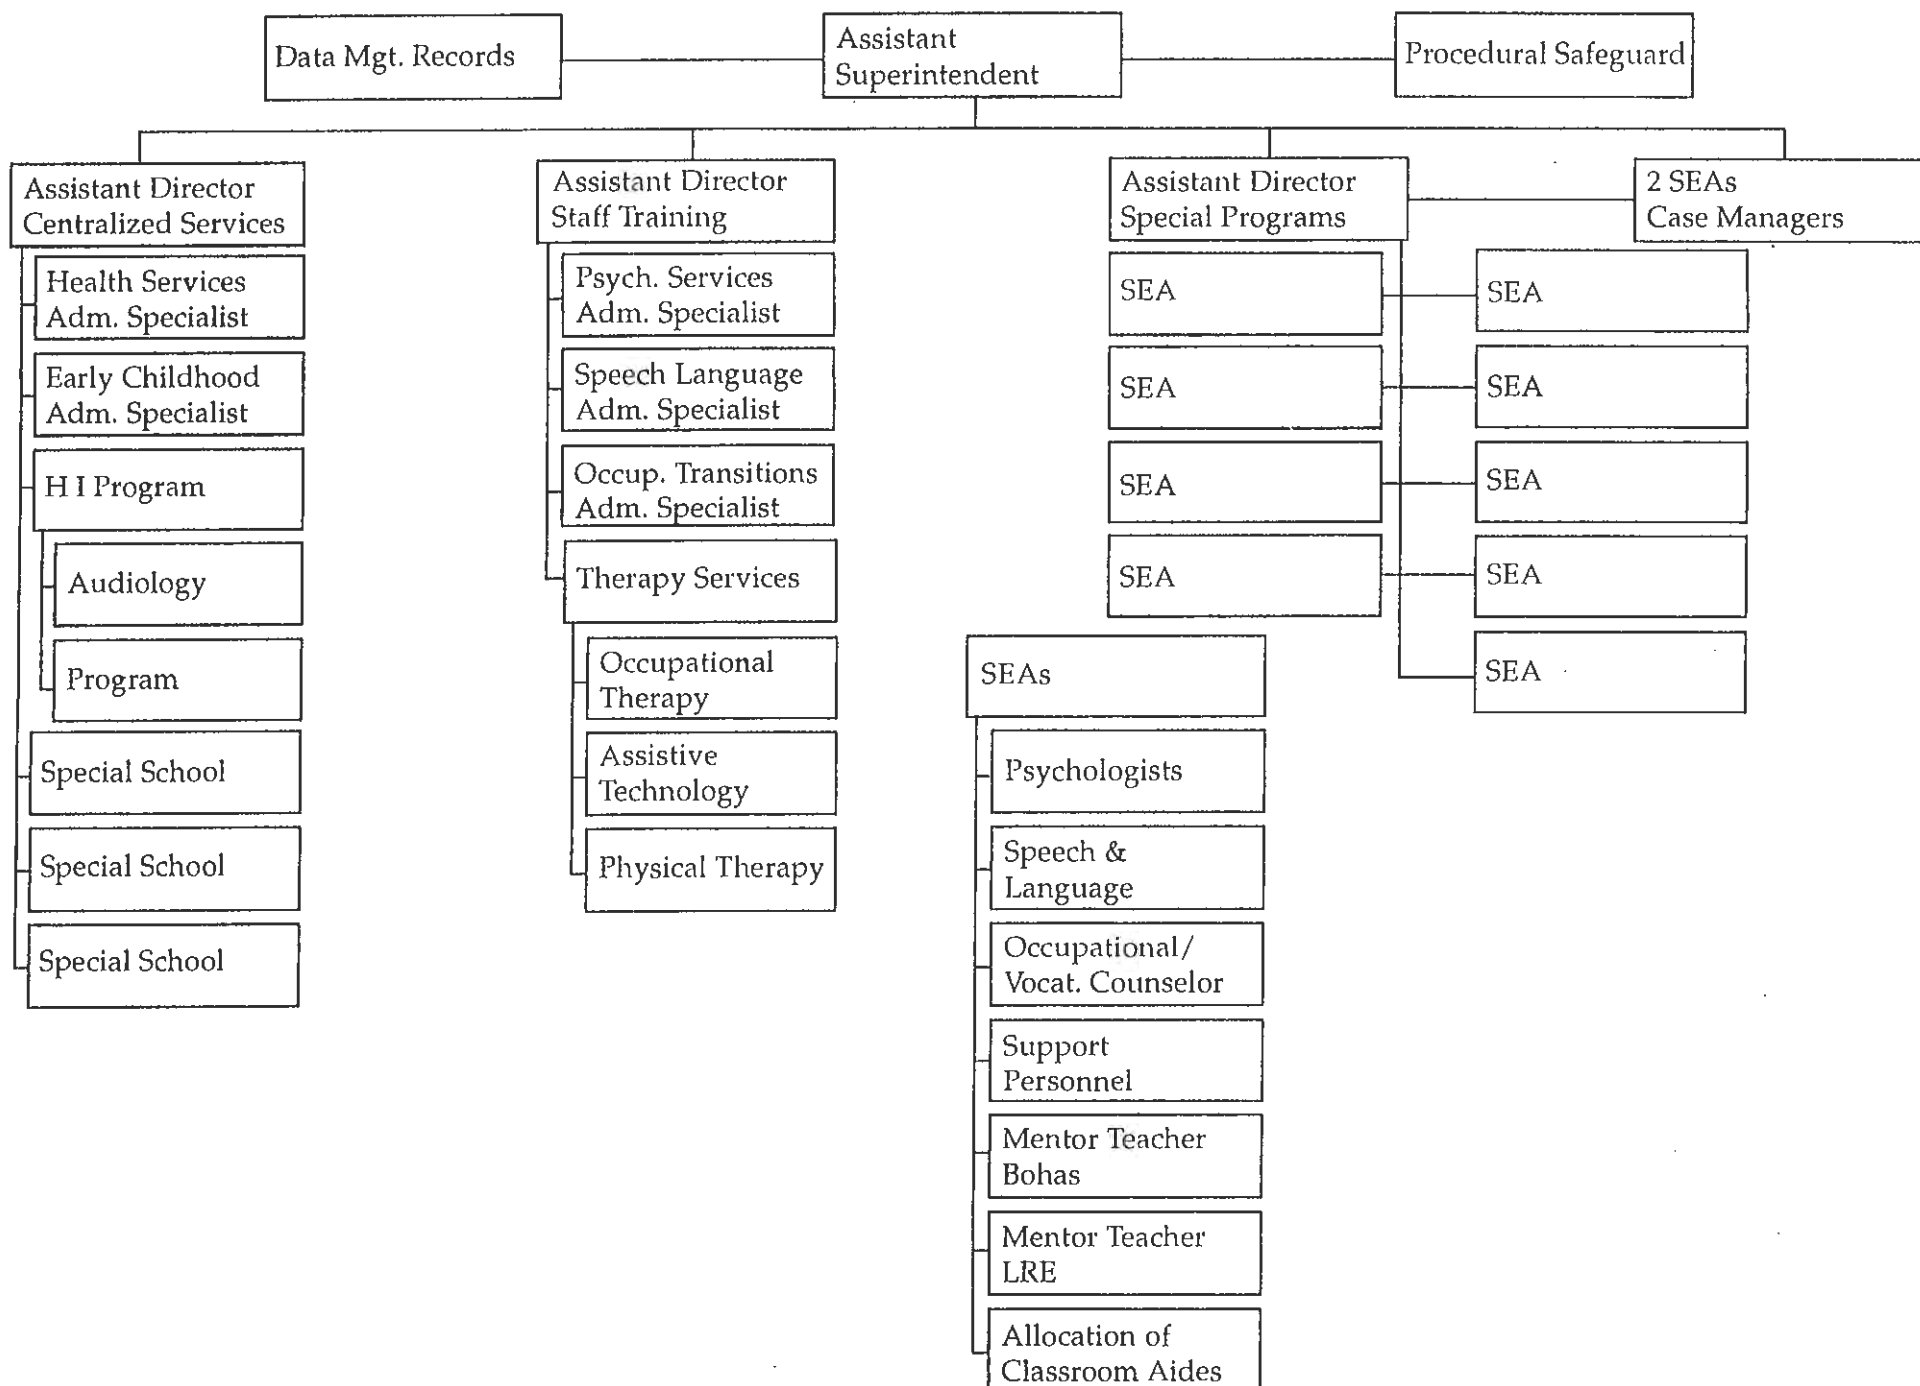 Data Mgt. Records
Assistant
Superintendent
Procedural Safeguard
Assistant Director
Centralized Services
Health Services
Adm. Specialist
Early Childhood
Adm. Specialist
H I Program
Audiology
Program
Special School
Special School
Special School
Assistant Director
Staff Training
Psych. Services
Adm. Specialist
Speech Language
Adm. Specialist
Occup. Transitions
Adm. Specialist
Therapy Services
Occupational
Therapy
Assistive
Technology
Physical Therapy
Assistant Director
Special Programs
2 SEAs
Case Managers
SEA
SEA
SEA
SEA
SEA
SEA
SEA
SEA
SEA
SEAs
Psychologists
Speech &
Language
Occupational/
Vocat. Counselor
Support
Personnel
Mentor Teacher
Bohas
Mentor Teacher
LRE
Allocation of
Classroom Aides